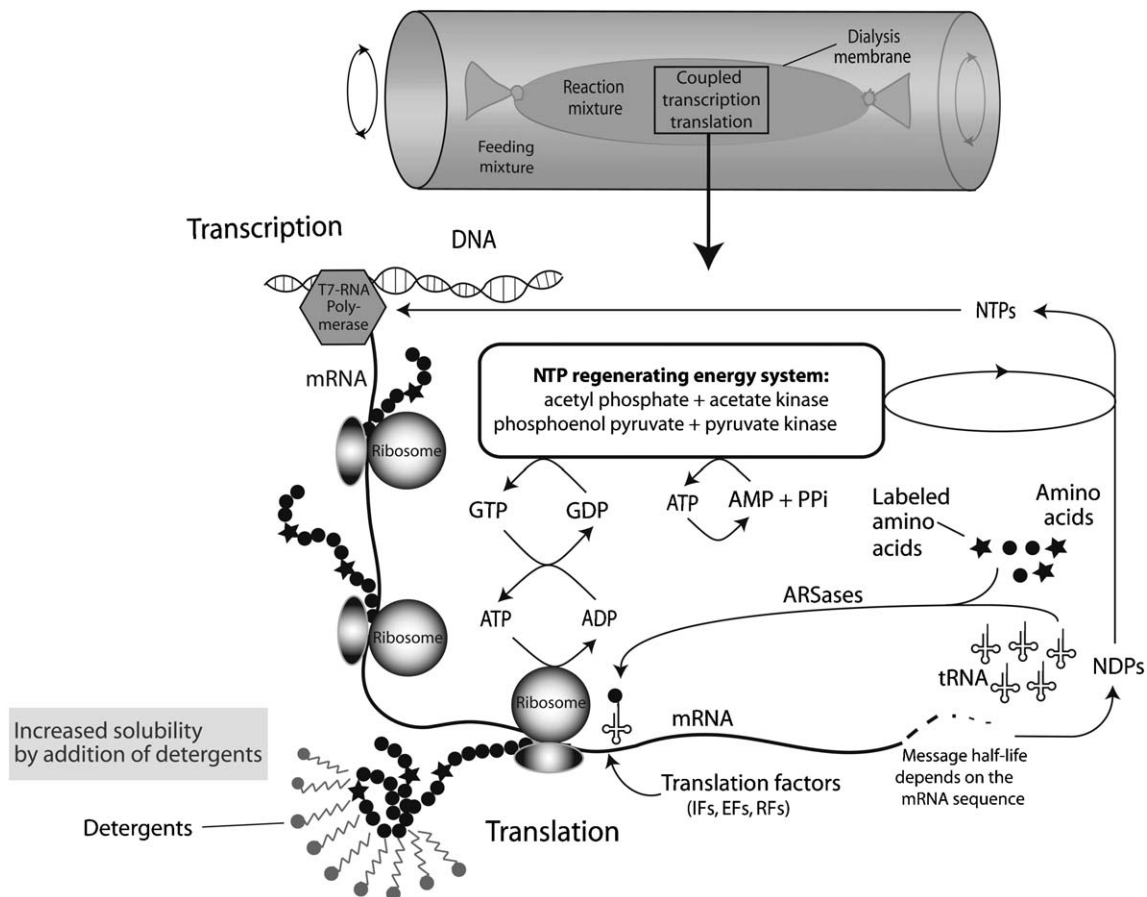 Dialysis
membrane
Reaction
mixture
Coupled
transcription
translation
Feeding
mixture
Transcription
DNA
T7-RNA
Poly-
merase
NTPs
mRNA
NTP regenerating energy system:
acetyl phosphate + acetate kinase
phosphoenol pyruvate + pyruvate kinase
Ribosome
GTP
GDP
ATP
AMP + PPi
Labeled
amino
acids
Amino
acids
ARSases
ATP
ADP
Ribosome
tRNA
NDPs
Ribosome
mRNA
Increased solubility
by addition of detergents
Message half-life
depends on the
mRNA sequence
Translation factors
(IFs, EFs, RFs)
Detergents
Translation